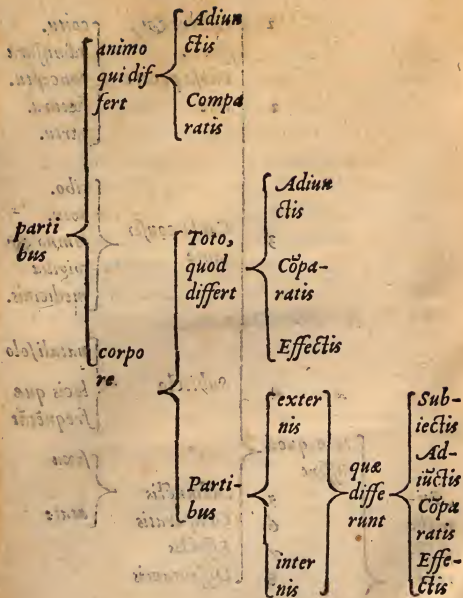 parti
bus
animo
qui dif
fert
Adiun
ctis
Compa
ratis
corpo
re.
Toto,
quod
differt
Adiun
ctis
Cõpa-
ratis
Effectis
Parti-
bus
exter
nis
inter
nis
quæ
diffe
runt
Sub-
iectis
Ad-
iũctis
Cõpa
ratis
Effe-
ctis